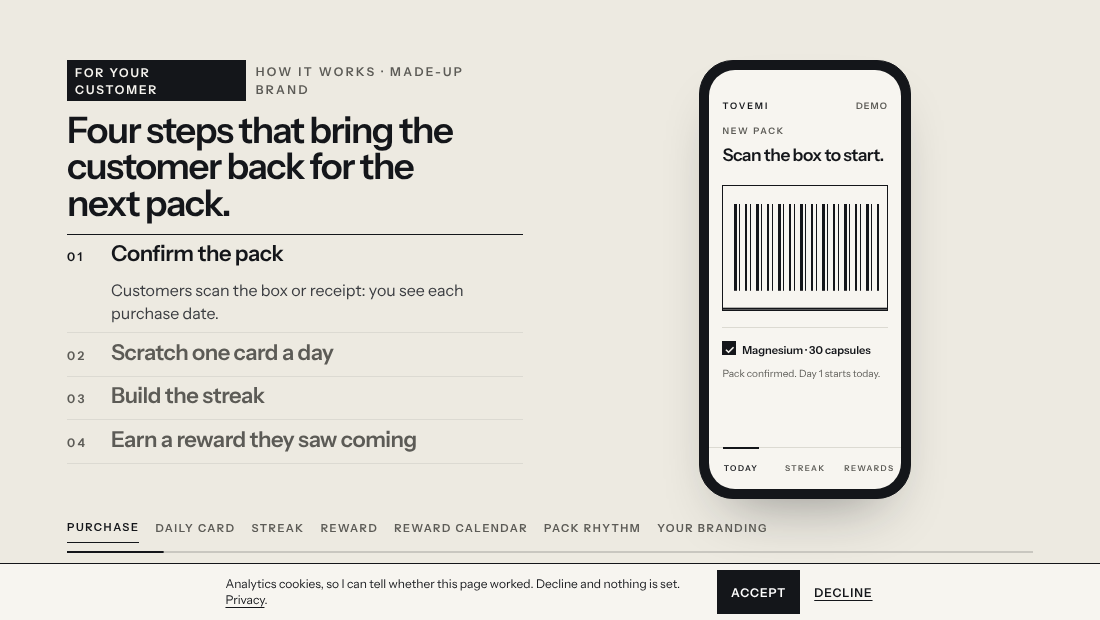 FOR YOUR
CUSTOMER
HOW IT WORKS · MADE-UP
BRAND
Four steps that bring the
customer back for the
next pack.
01 Confirm the pack
Customers scan the box or receipt: you see each
purchase date.
02 Scratch one card a day
03 Build the streak
04 Earn a reward they saw coming
TOVEMI DEMO
NEW PACK
Scan the box to start.
Magnesium · 30 capsules
Pack confirmed. Day 1 starts today.
TODAY STREAK REWARDS
PURCHASE DAILY CARD STREAK REWARD REWARD CALENDAR PACK RHYTHM YOUR BRANDING
Analytics cookies, so I can tell whether this page worked. Decline and nothing is set.
Privacy.
ACCEPT DECLINE